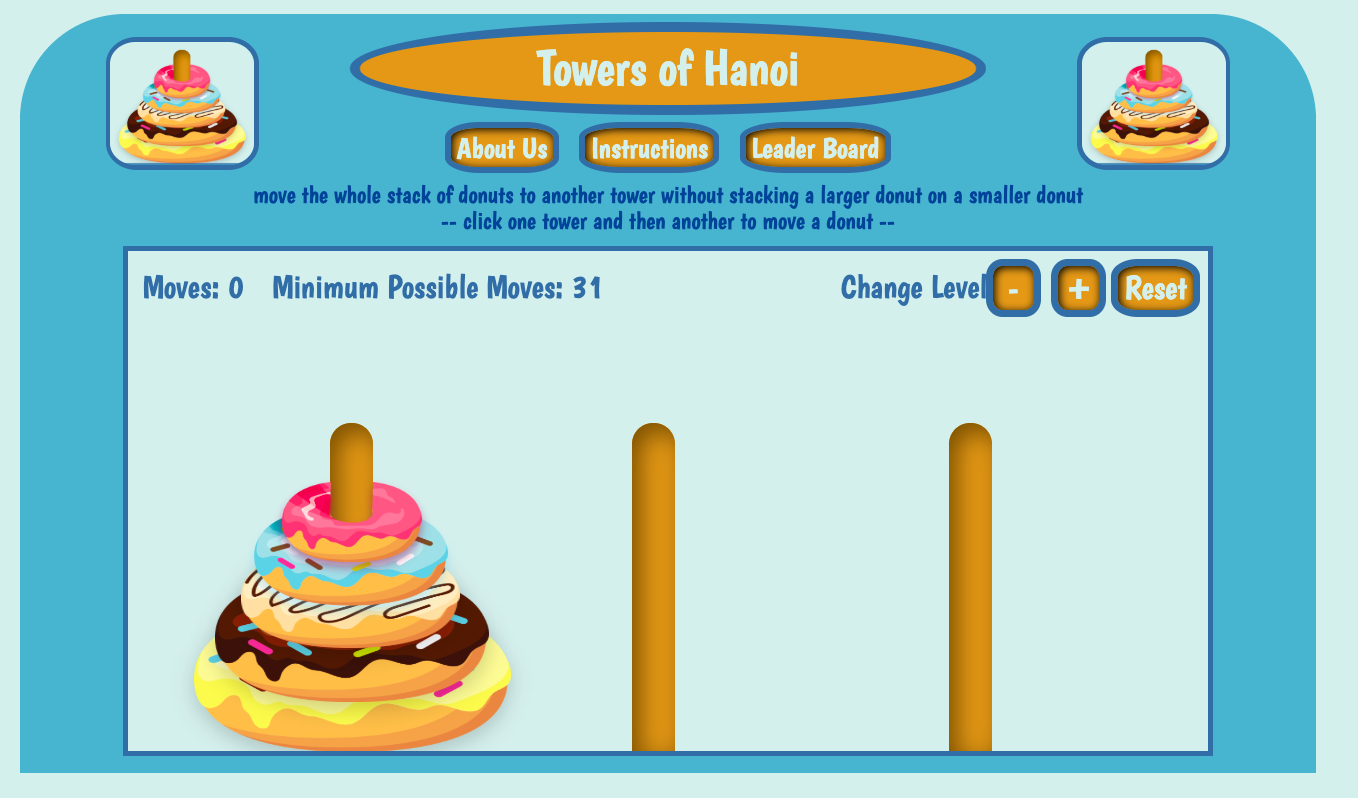 Towers of Hanoi
About Us Instructions Leader Board
move the whole stack of donuts to another tower without stacking a larger donut on a smaller donut
-- click one tower and then another to move a donut --
Moves: 0 Minimum Possible Moves: 31 Change Level - + Reset